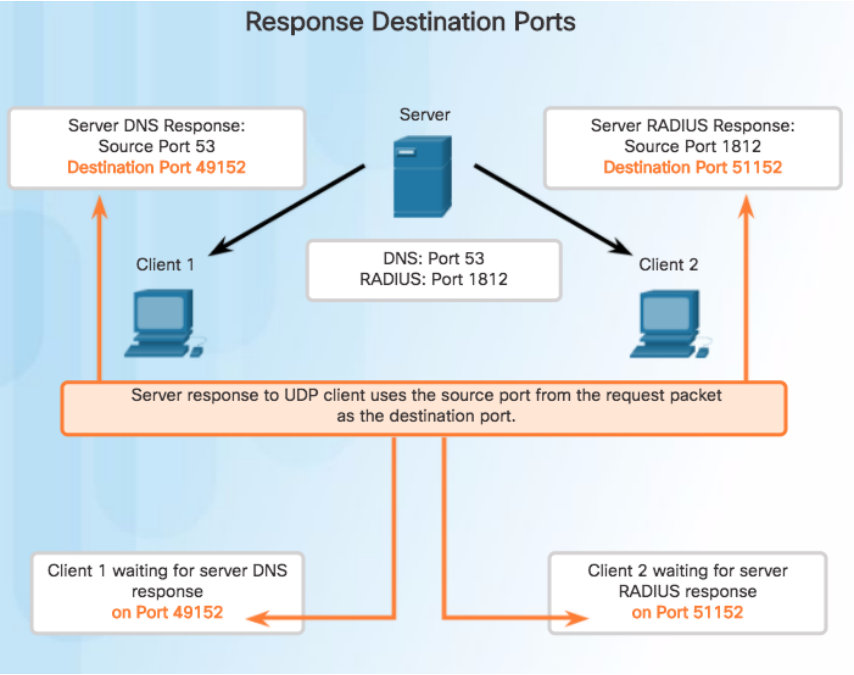 Response Destination Ports
Server
Server DNS Response:
Source Port 53
Destination Port 49152
Server RADIUS Response:
Source Port 1812
Destination Port 51152
Client 1
DNS: Port 53
RADIUS: Port 1812
Client 2
Server response to UDP client uses the source port from the request packet
as the destination port.
Client 1 waiting for server DNS
response
on Port 49152
Client 2 waiting for server
RADIUS response
on Port 51152